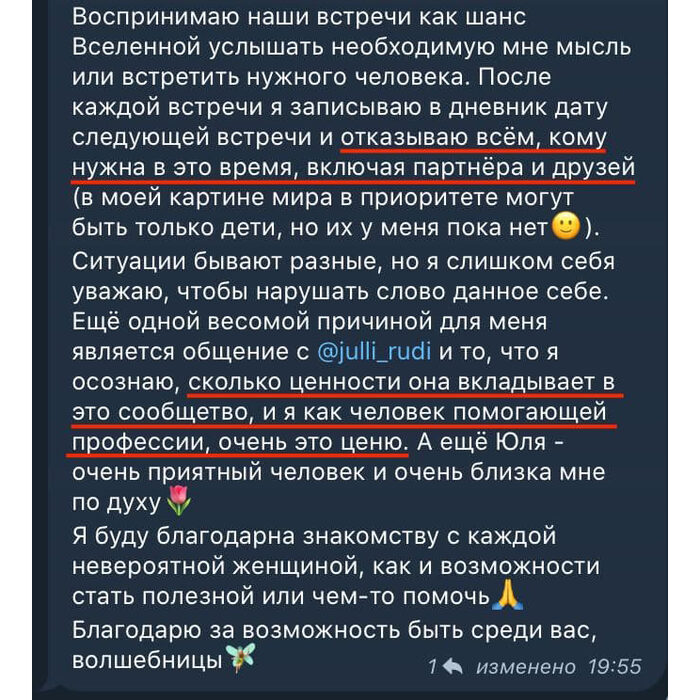 Воспринимаю наши встречи как шанс
Вселенной услышать необходимую мне мысль
или встретить нужного человека. После
каждой встречи я записываю в дневник дату
следующей встречи и отказываю всём, кому
нужна в это время, включая партнёра и друзей
(в моей картине мира в приоритете могут
быть только дети, но их у меня пока нет🙂).
Ситуации бывают разные, но я слишком себя
уважаю, чтобы нарушать слово данное себе.
Ещё одной весомой причиной для меня
является общение с @julli_rudi и то, что я
осознаю, сколько ценности она вкладывает в
это сообщетво, и я как человек помогающей
профессии, очень это ценю. А ещё Юля -
очень приятный человек и очень близка мне
по духу🌷
Я буду благодарна знакомству с каждой
невероятной женщиной, как и возможности
стать полезной или чем-то помочь🙏
Благодарю за возможность быть среди вас,
волшебницы🧚 1 изменено 19:55